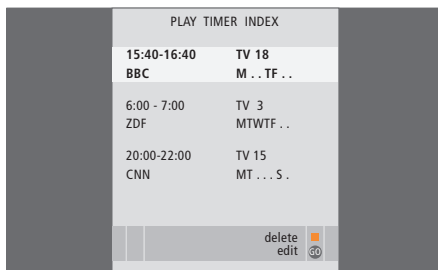 PLAY TIMER INDEX
15:40-16:40 TV 18
BBC M . . TF . .
6:00 - 7:00 TV 3
ZDF MTWTF . .
20:00-22:00 TV 15
CNN MT . . . S .
delete
edit GO